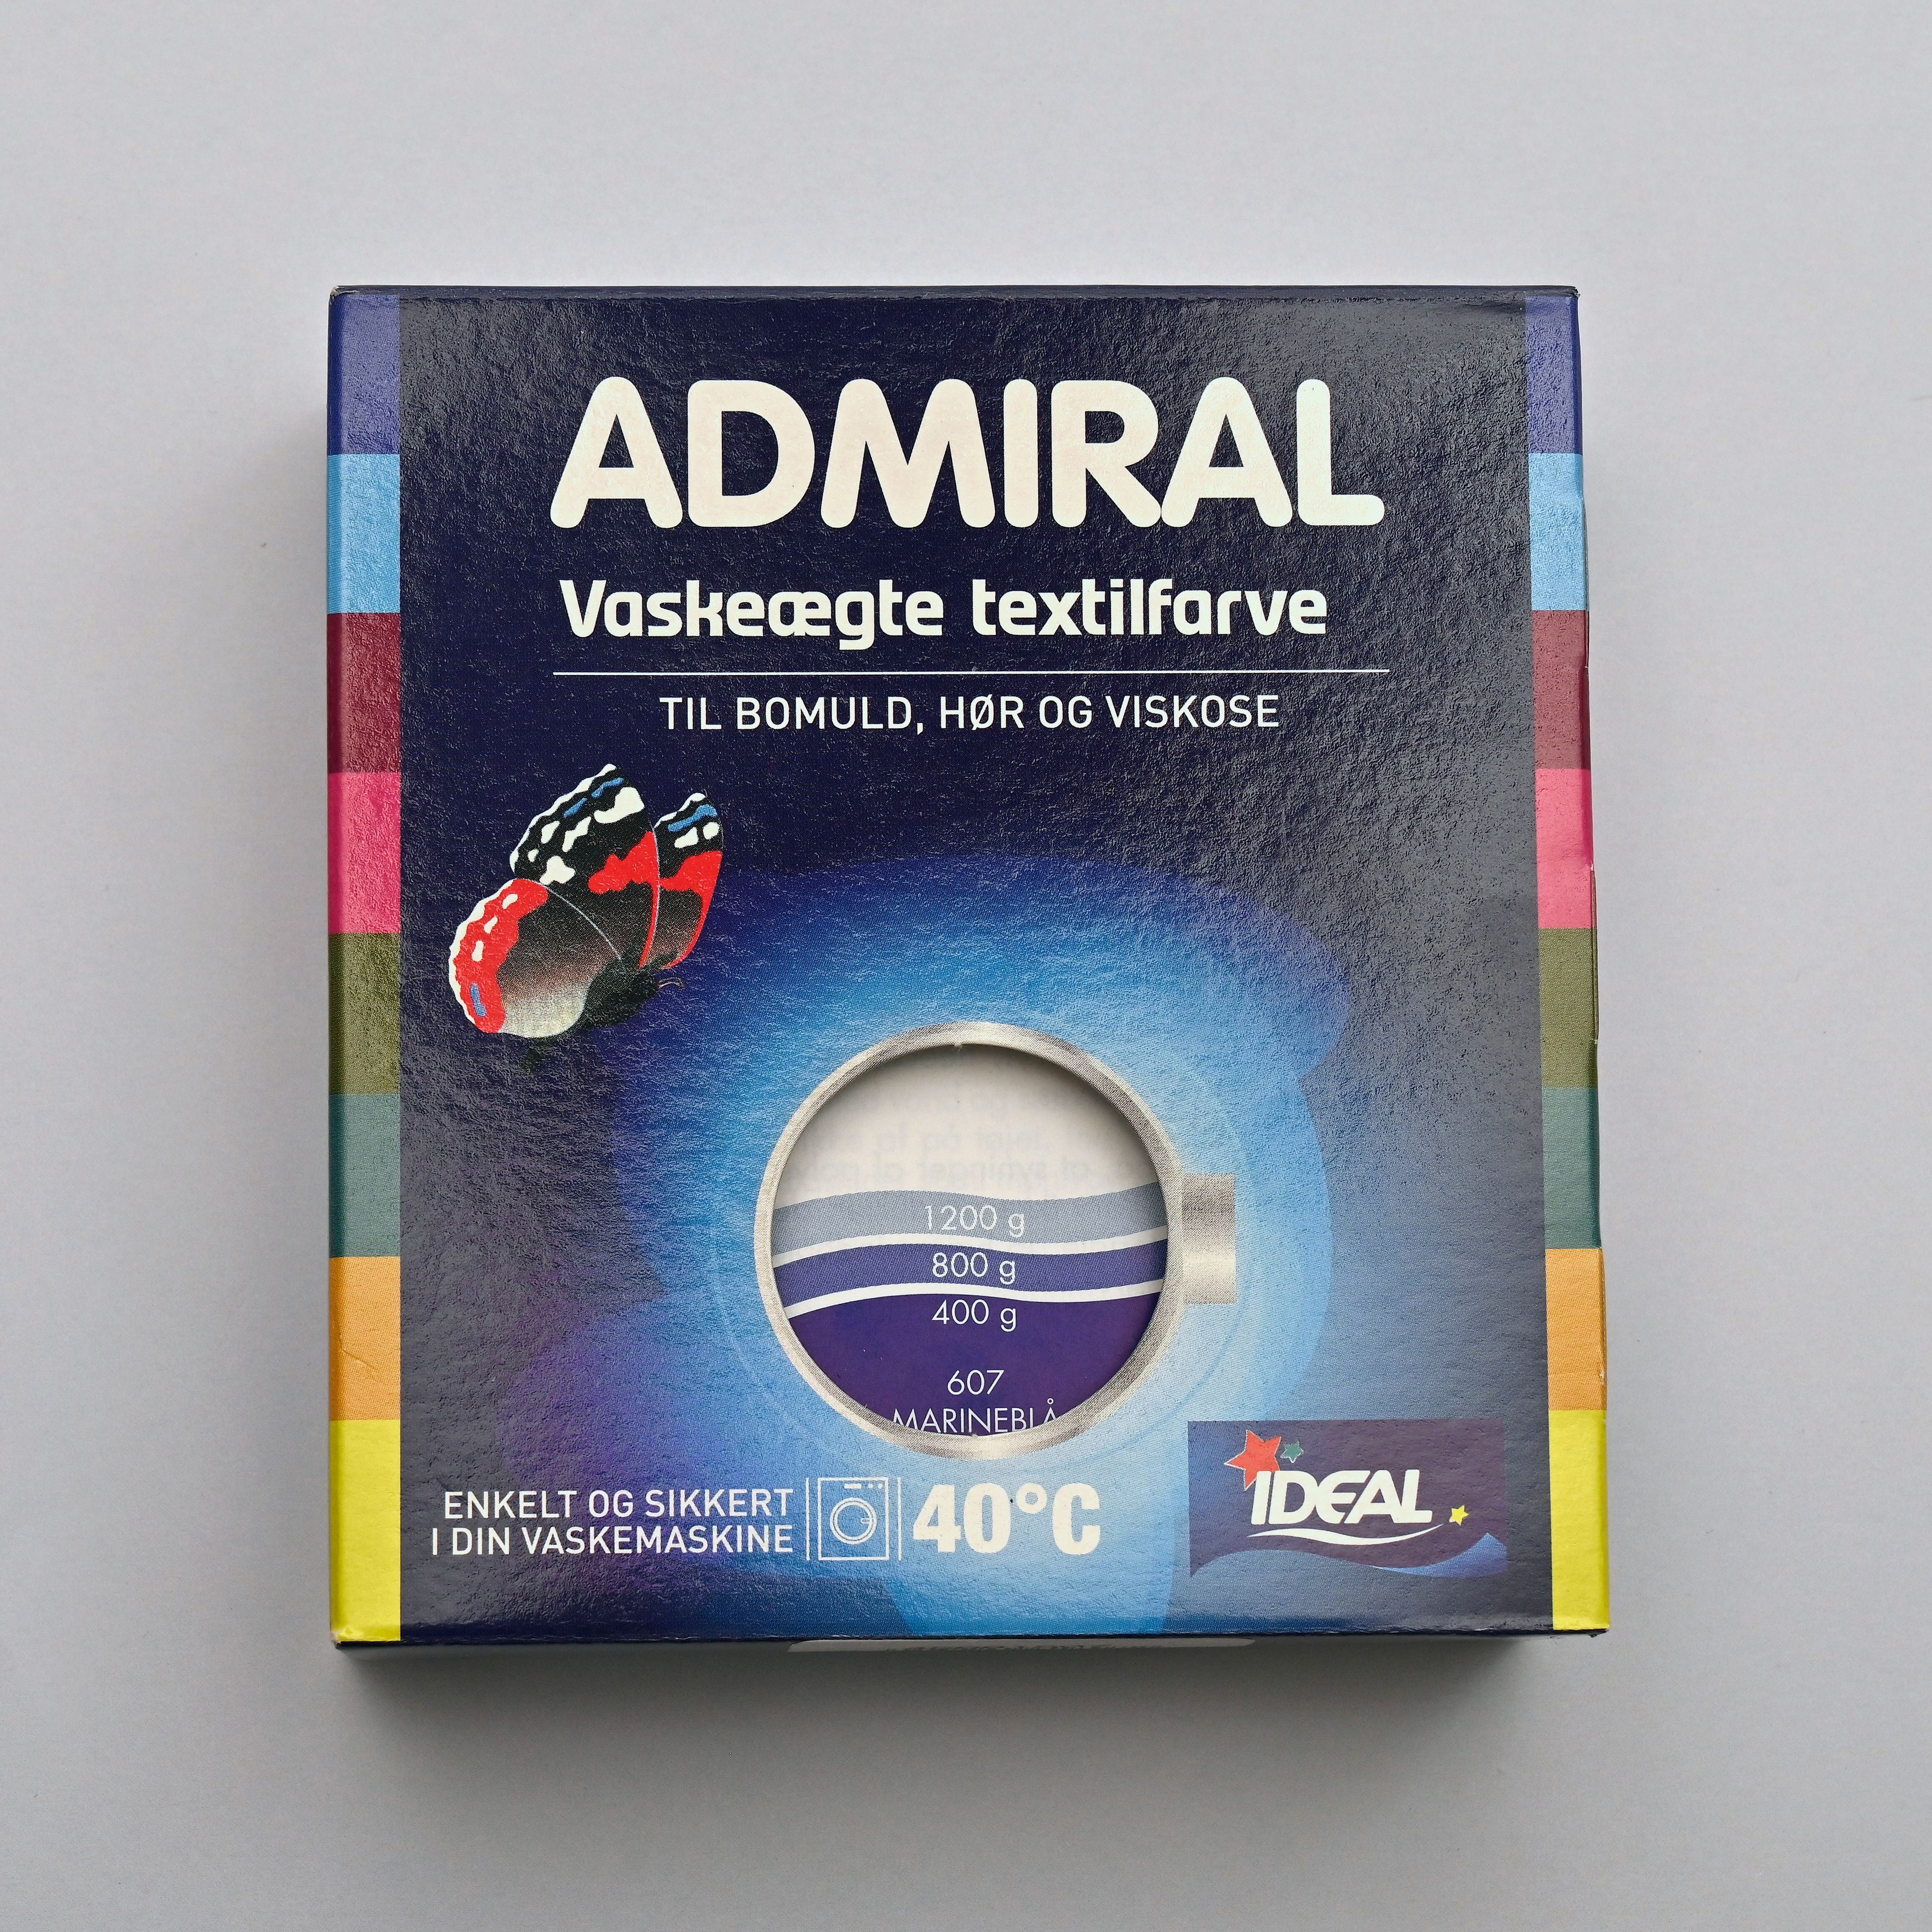 ADMIRAL
Vaskeægte textilfarve
TIL BOMULD, HØR OG VISKOSE
1200 g
800 g
400 g
607
MARINEBLÅ
ENKELT OG SIKKERT
I DIN VASKEMASKINE
40°C
IDEAL